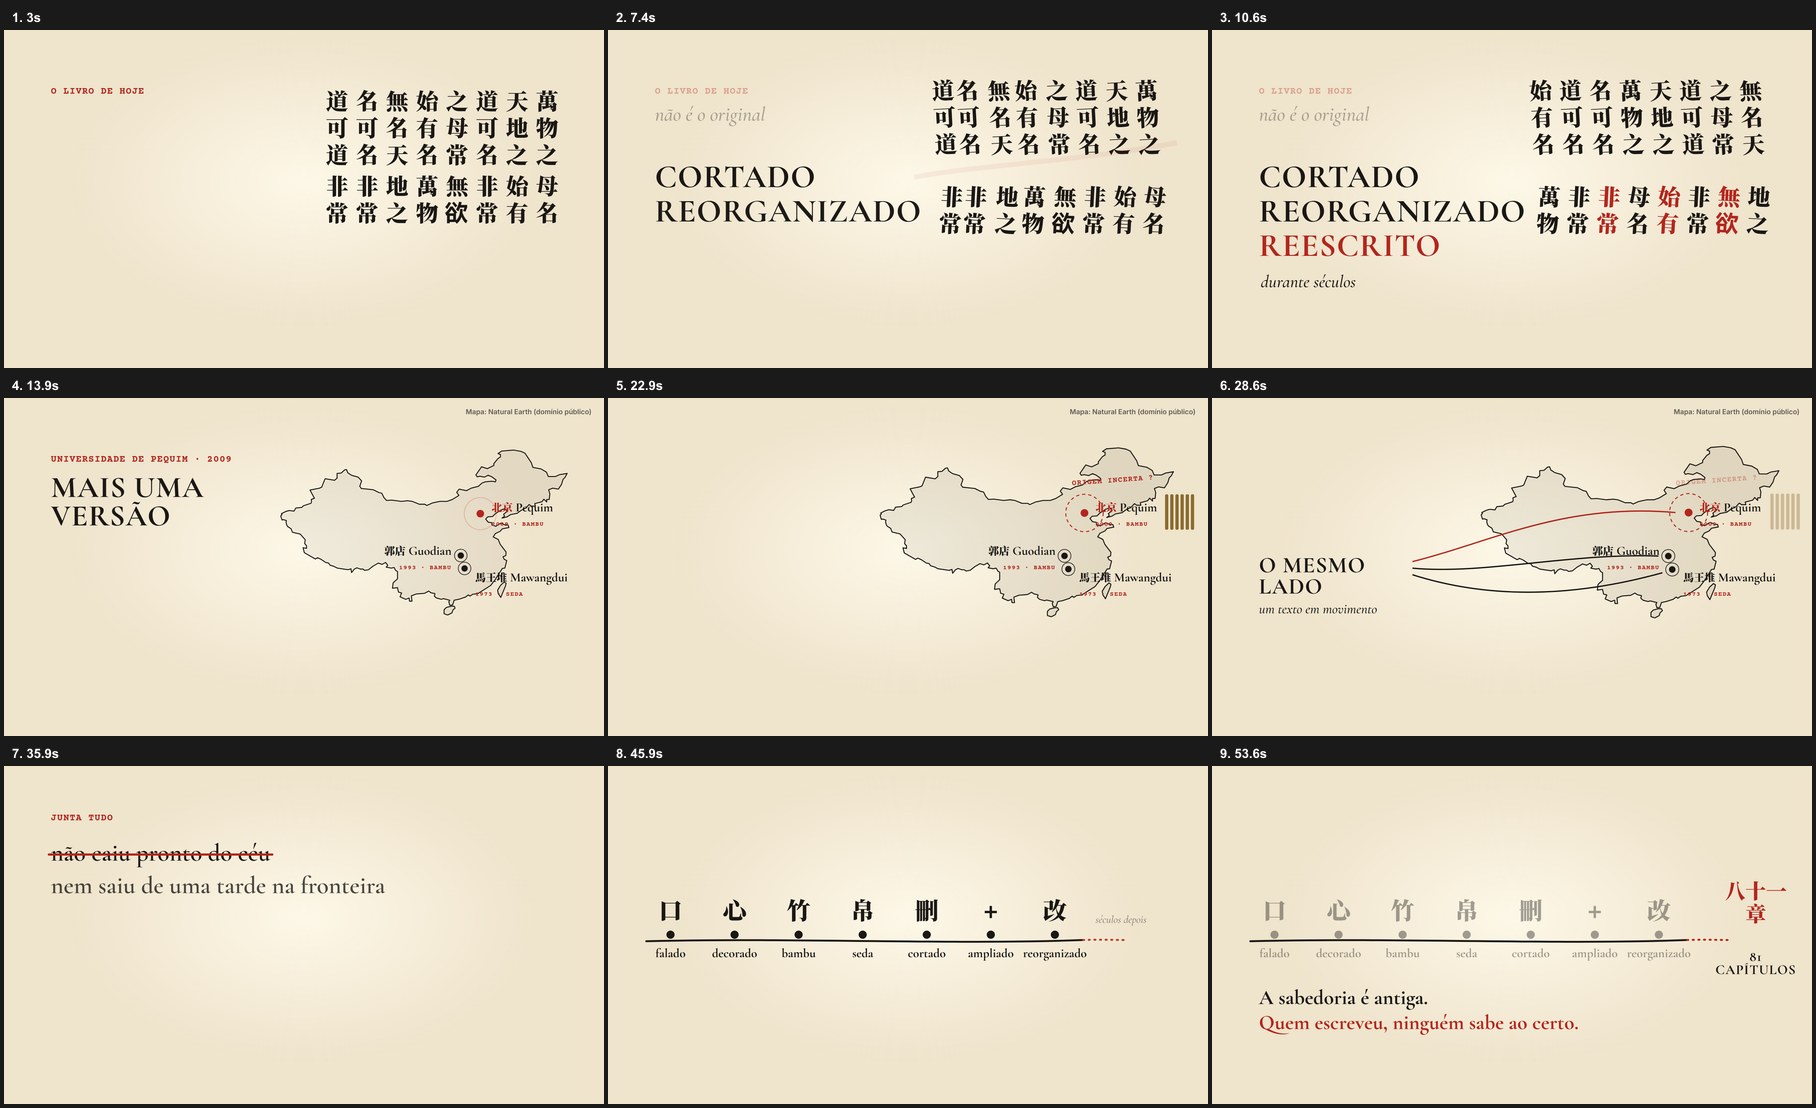 1. 3s
O LIVRO DE HOJE
道 名 無 始 之 道 天 萬
可 可 名 有 母 可 地 物
道 名 天 名 常 名 之 之
非 非 地 萬 無 非 始 母
常 常 之 物 欲 常 有 名
2. 7.4s
O LIVRO DE HOJE
não é o original
CORTADO
REORGANIZADO
道 名 無 始 之 道 天 萬
可 可 名 有 母 可 地 物
道 名 天 名 常 名 之 之
非 非 地 萬 無 非 始 母
常 常 之 物 欲 常 有 名
3. 10.6s
O LIVRO DE HOJE
não é o original
CORTADO
REORGANIZADO
REESCRITO
durante séculos
始 道 名 萬 天 道 之 無
有 可 可 物 地 可 母 名
名 名 名 之 之 道 常 天
萬 非 非 母 始 非 無 地
物 常 常 名 有 常 欲 之
4. 13.9s
Mapa: Natural Earth (domínio público)
UNIVERSIDADE DE PEQUIM · 2009
MAIS UMA
VERSÃO
北京 Pequim
BAMBU
郭店 Guodian
1993 · BAMBU
馬王堆 Mawangdui
1973 · SEDA
5. 22.9s
Mapa: Natural Earth (domínio público)
ORIGEM INCERTA ?
北京 Pequim
BAMBU
郭店 Guodian
1993 · BAMBU
馬王堆 Mawangdui
1973 · SEDA
6. 28.6s
Mapa: Natural Earth (domínio público)
ORIGEM INCERTA ?
北京 Pequim
BAMBU
郭店 Guodian
1993 · BAMBU
馬王堆 Mawangdui
1973 · SEDA
O MESMO
LADO
um texto em movimento
7. 35.9s
JUNTA TUDO
não caiu pronto do céu
nem saiu de uma tarde na fronteira
8. 45.9s
口 心 竹 帛 刪 + 改
séculos depois
falado decorado bambu seda cortado ampliado reorganizado
9. 53.6s
八十一
章
口 心 竹 帛 刪 + 改
falado decorado bambu seda cortado ampliado reorganizado
81
CAPÍTULOS
A sabedoria é antiga.
Quem escreveu, ninguém sabe ao certo.